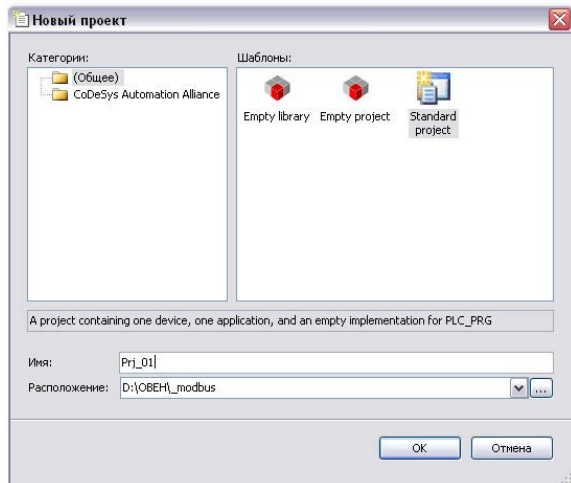 Новый проект
Категории:
Шаблоны:
(Общее)
CoDeSys Automation Alliance
Empty library
Empty project
Standard
project
A project containing one device, one application, and an empty implementation for PLC_PRG
Имя:
Prj_01
Расположение:
D:\ОВЕН\_modbus
...
OK
Отмена